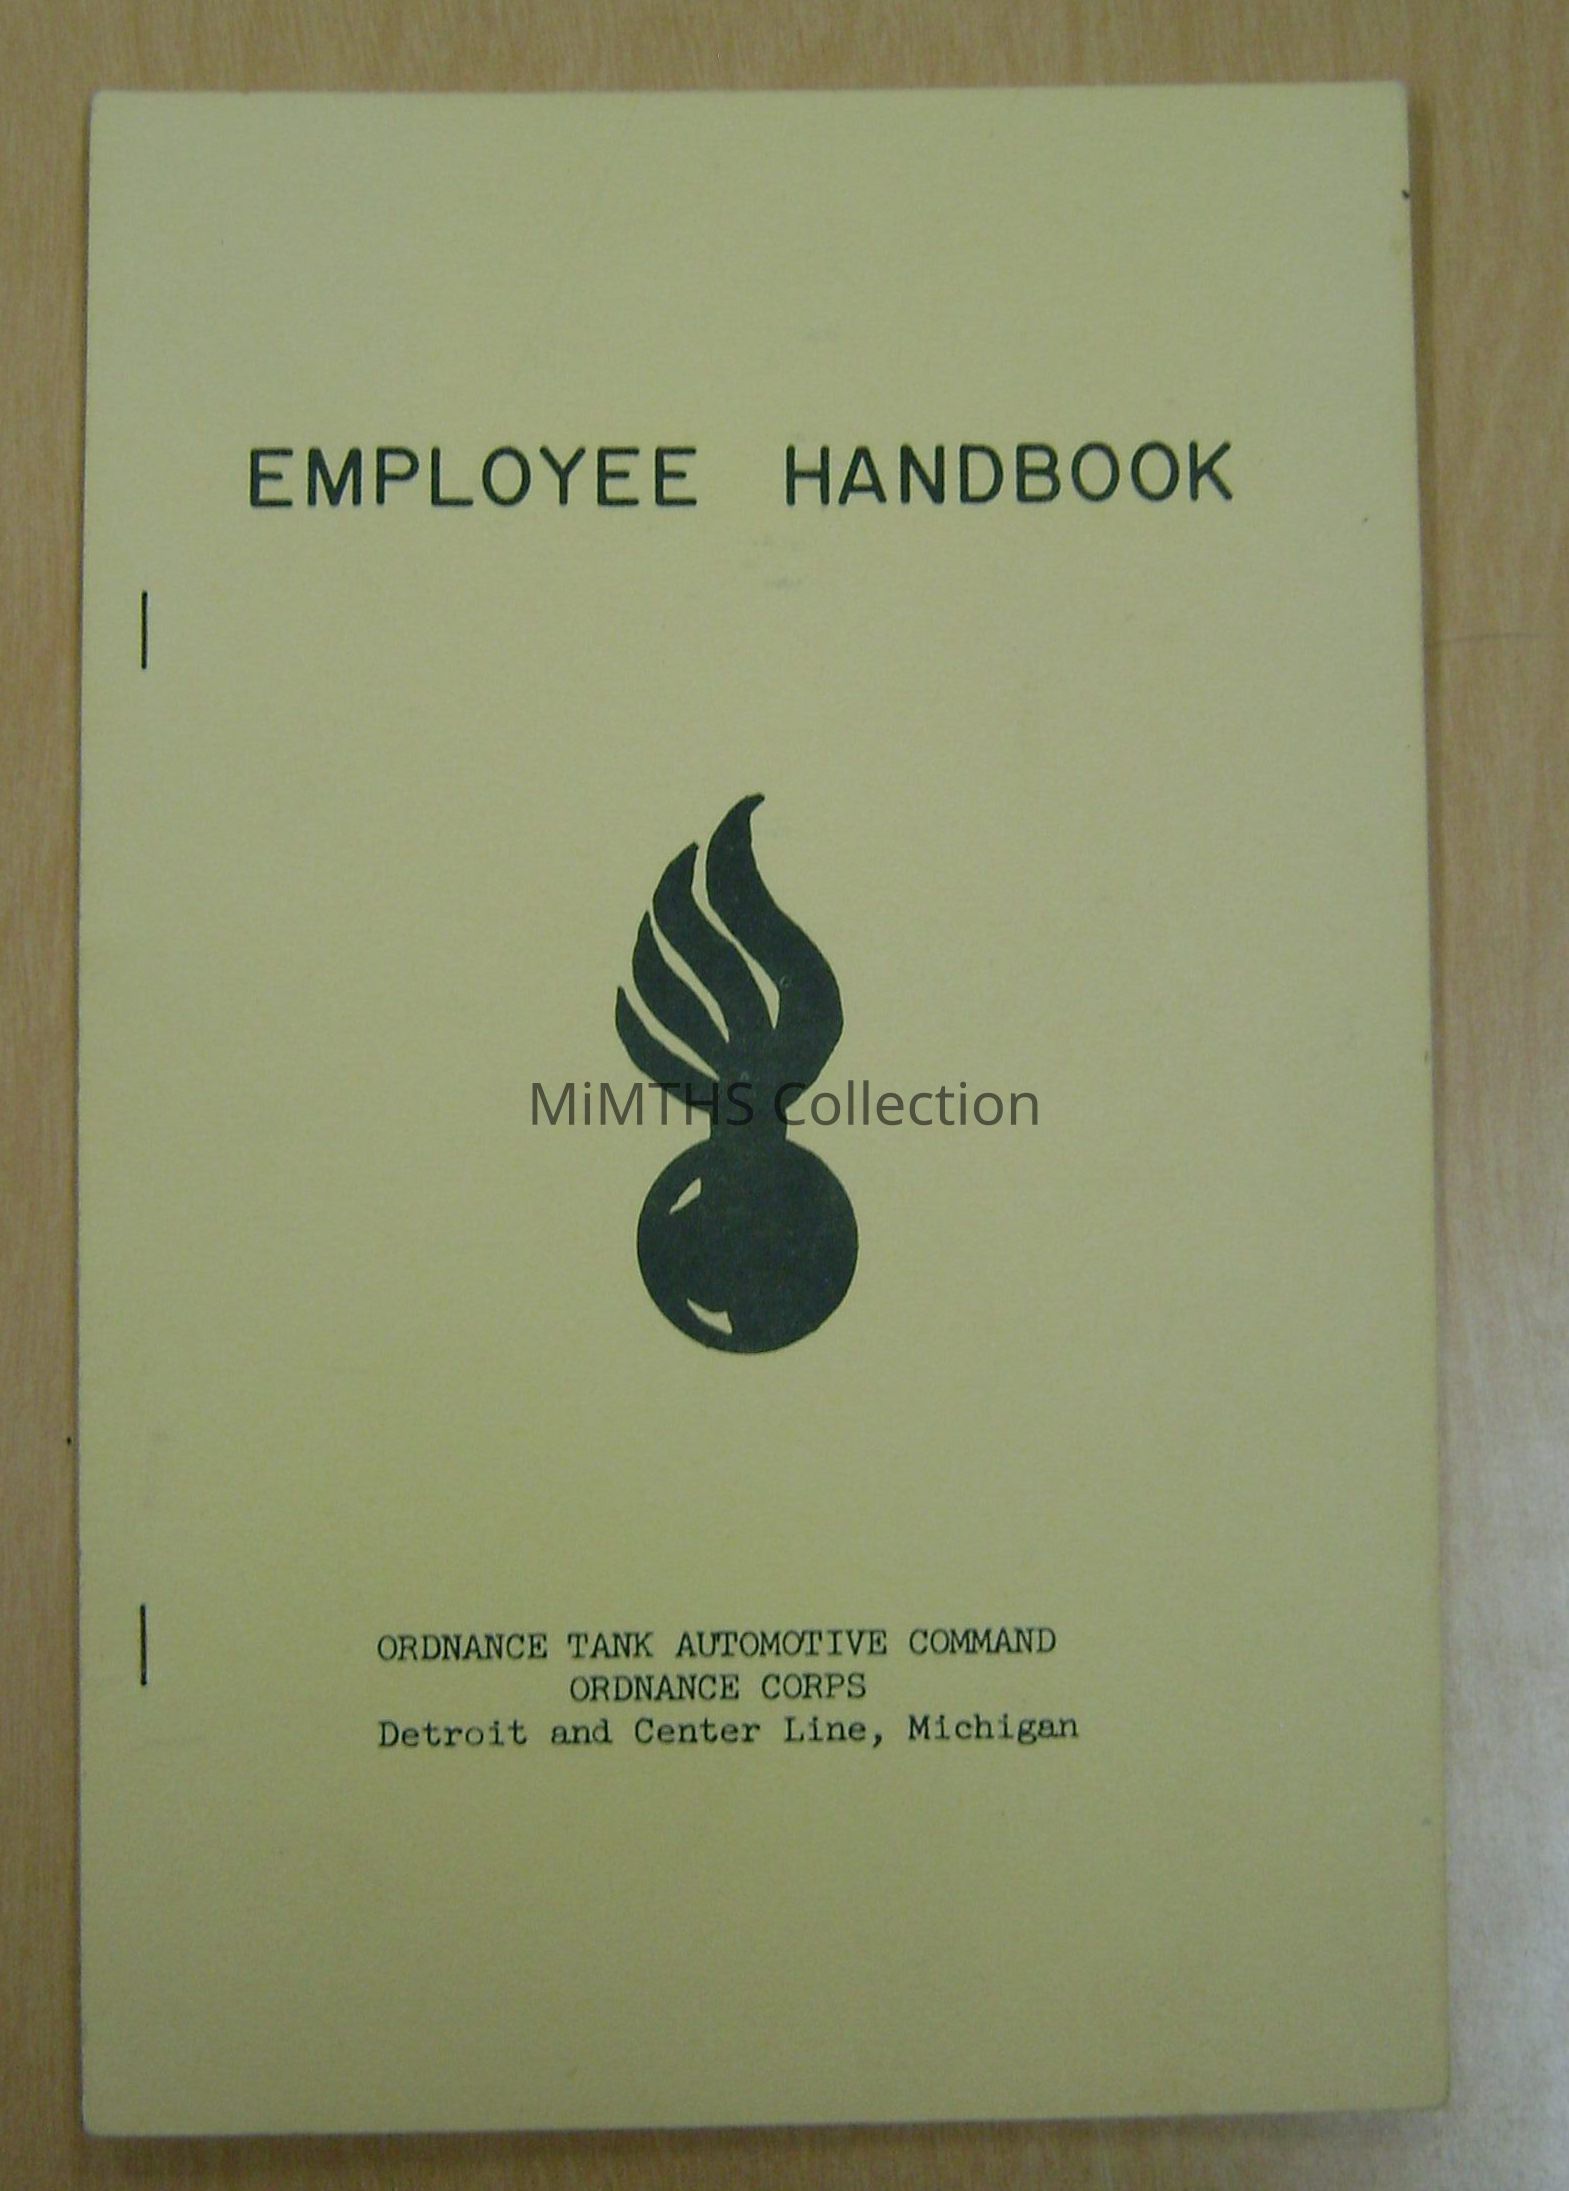 EMPLOYEE HANDBOOK
MiMTHS Collection
ORDNANCE TANK AUTOMOTIVE COMMAND
ORDNANCE CORPS
Detroit and Center Line, Michigan